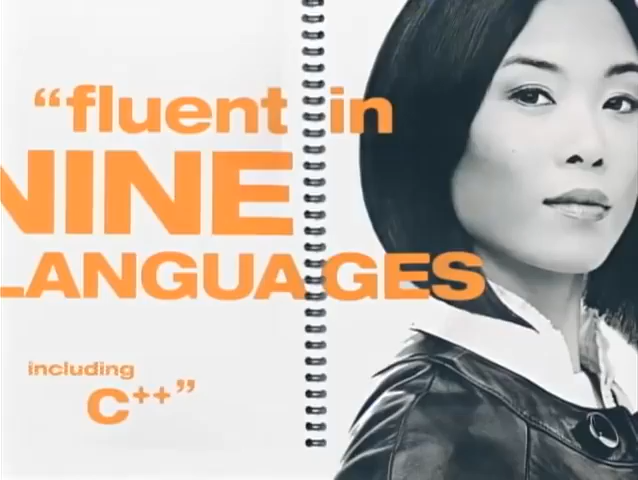 “fluent in
NINE
LANGUAGES
including
C++”